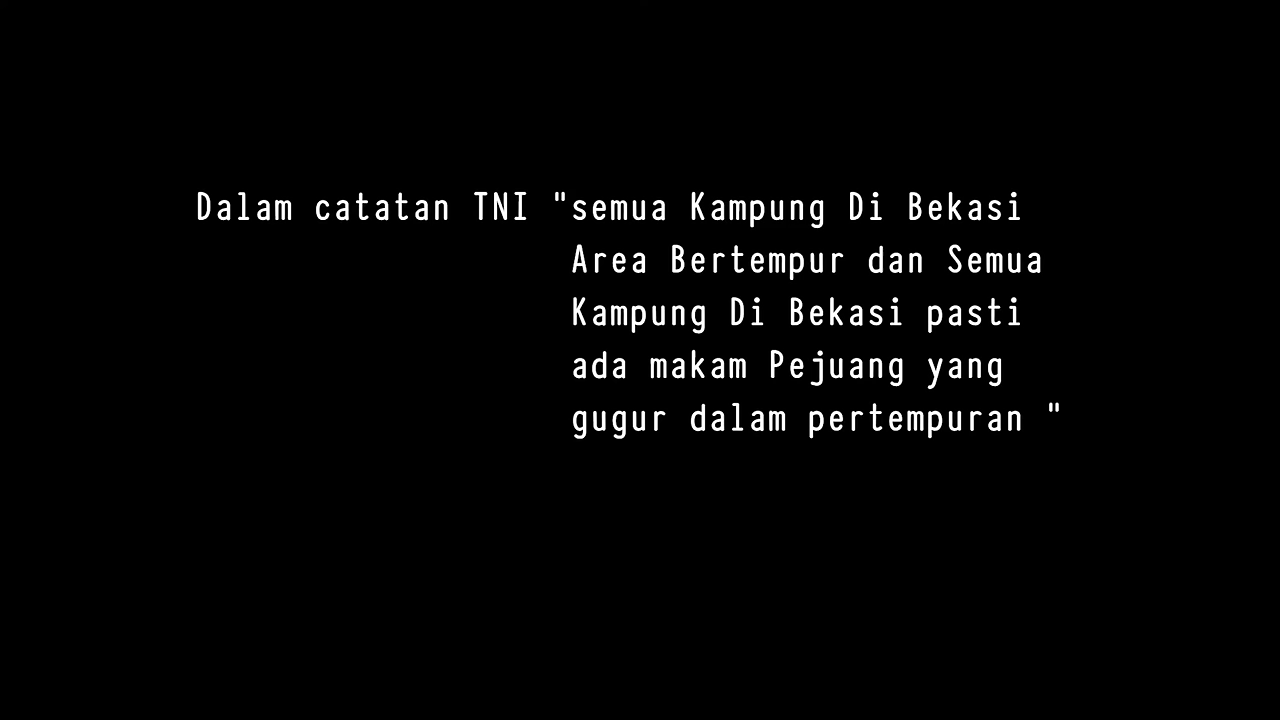 Dalam catatan TNI "semua Kampung Di Bekasi
Area Bertempur dan Semua
Kampung Di Bekasi pasti
ada makam Pejuang yang
gugur dalam pertempuran "